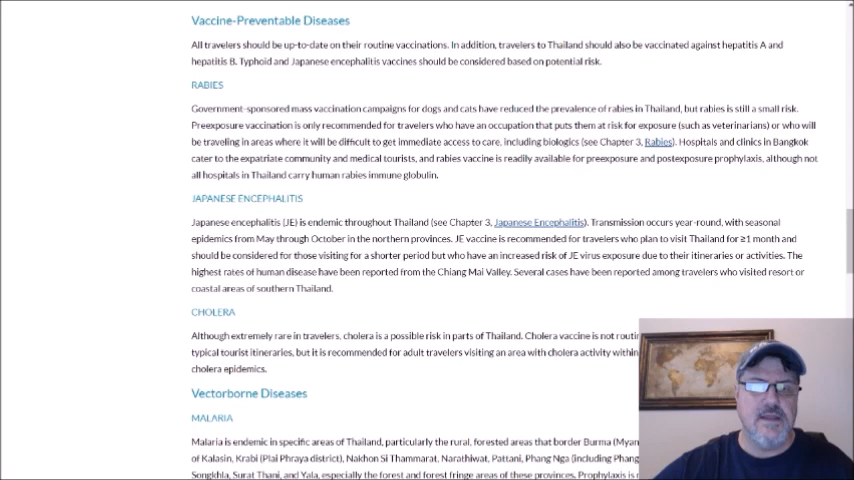 Vaccine-Preventable Diseases
All travelers should be up-to-date on their routine vaccinations. In addition, travelers to Thailand should also be vaccinated against hepatitis A and
hepatitis B. Typhoid and Japanese encephalitis vaccines should be considered based on potential risk.
RABIES
Government-sponsored mass vaccination campaigns for dogs and cats have reduced the prevalence of rabies in Thailand, but rabies is still a small risk.
Preexposure vaccination is only recommended for travelers who have an occupation that puts them at risk for exposure (such as veterinarians) or who will
be traveling in areas where it will be difficult to get immediate access to care, including biologics (see Chapter 3, Rabies). Hospitals and clinics in Bangkok
cater to the expatriate community and medical tourists, and rabies vaccine is readily available for preexposure and postexposure prophylaxis, although not
all hospitals in Thailand carry human rabies immune globulin.
JAPANESE ENCEPHALITIS
Japanese encephalitis (JE) is endemic throughout Thailand (see Chapter 3, Japanese Encephalitis). Transmission occurs year-round, with seasonal
epidemics from May through October in the northern provinces. JE vaccine is recommended for travelers who plan to visit Thailand for ≥1 month and
should be considered for those visiting for a shorter period but who have an increased risk of JE virus exposure due to their itineraries or activities. The
highest rates of human disease have been reported from the Chiang Mai Valley. Several cases have been reported among travelers who visited resort or
coastal areas of southern Thailand.
CHOLERA
Although extremely rare in travelers, cholera is a possible risk in parts of Thailand. Cholera vaccine is not routin
typical tourist itineraries, but it is recommended for adult travelers visiting an area with cholera activity within
cholera epidemics.
Vectorborne Diseases
MALARIA
Malaria is endemic in specific areas of Thailand, particularly the rural, forested areas that border Burma (Myan
of Kalasin, Krabi (Plai Phraya district), Nakhon Si Thammarat, Narathiwat, Pattani, Phang Nga (including Phang
Songkhla, Surat Thani, and Yala, especially the forest and forest fringe areas of these provinces. Prophylaxis is